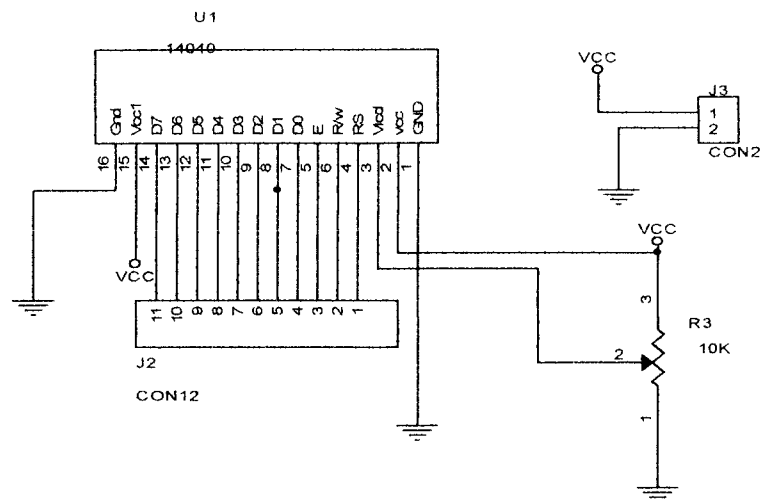 U1
14040
Gnd Vcc1 D7 D6 D5 D4 D3 D2 D1 D0 E R/W RS Vlcd vcc GND
16 15 14 13 12 11 10 9 8 7 5 6 4 3 2 1
VCC
11 10 9 8 7 6 5 4 3 2 1
J2
CON12
VCC
J3
1
2
CON2
VCC
3
R3
2
10K
1